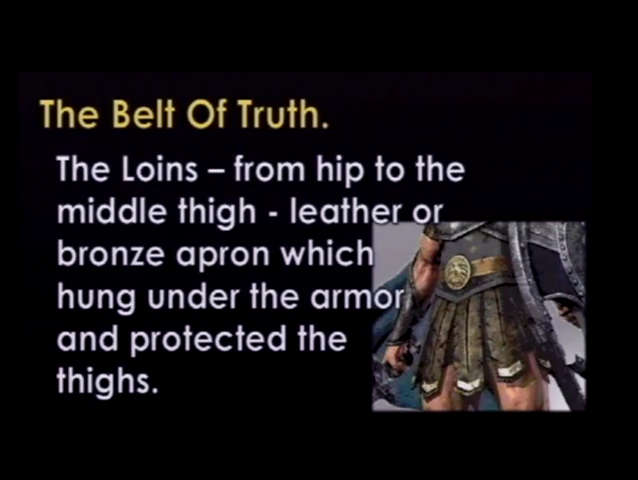 The Belt Of Truth.
The Loins – from hip to the
middle thigh - leather or
bronze apron which
hung under the armor
and protected the
thighs.